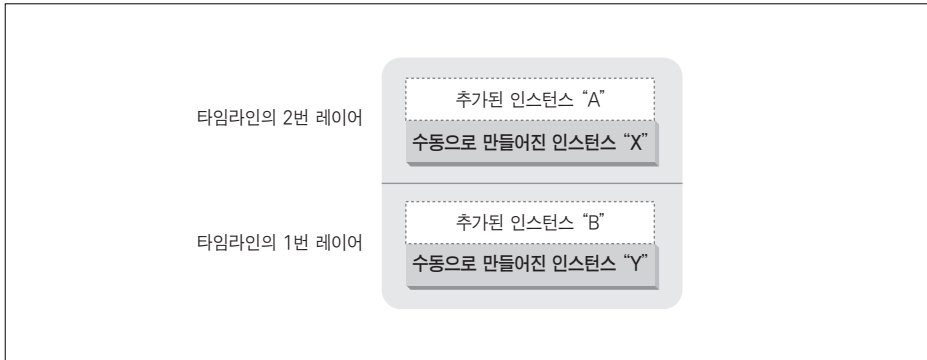 타임라인의 2번 레이어
추가된 인스턴스 “A”
수동으로 만들어진 인스턴스 “X”
타임라인의 1번 레이어
추가된 인스턴스 “B”
수동으로 만들어진 인스턴스 “Y”